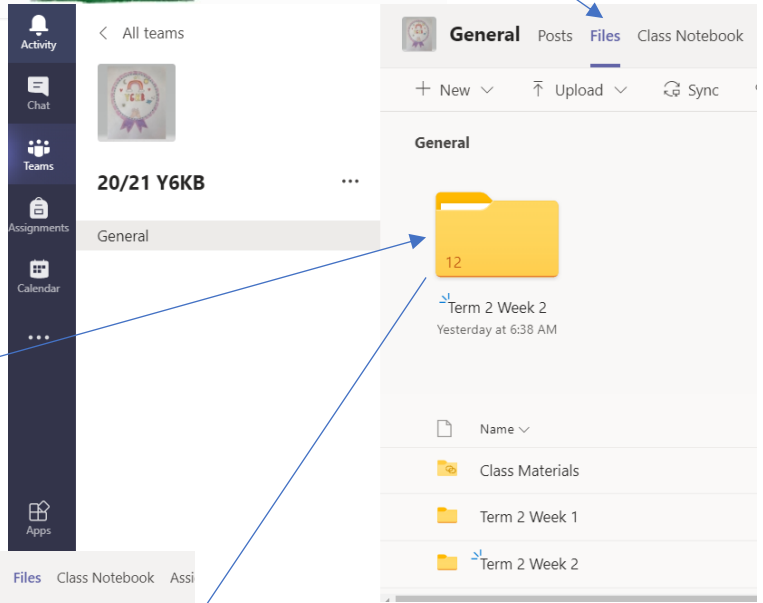 Activity
Chat
Teams
Assignments
Calendar
Apps
All teams
20/21 Y6KB
General
General Posts Files Class Notebook
New Upload Sync
General
12
Term 2 Week 2
Yesterday at 6:38 AM
Name
Class Materials
Term 2 Week 1
Term 2 Week 2
Files Class Notebook Assi